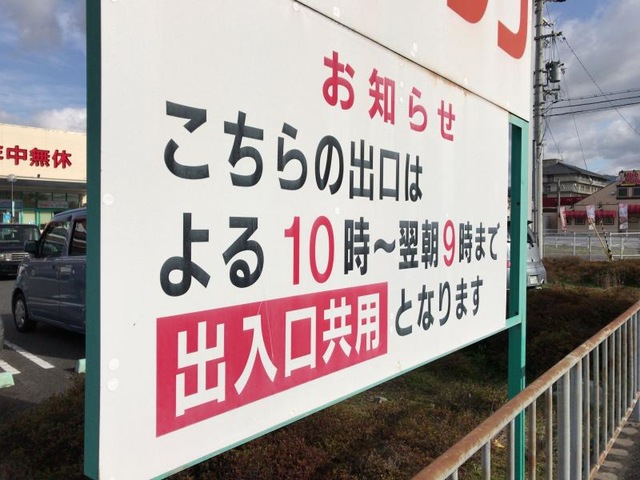 お知らせ
こちらの出口は
よる10時～翌朝9時まで
出入口共用となります
中無休